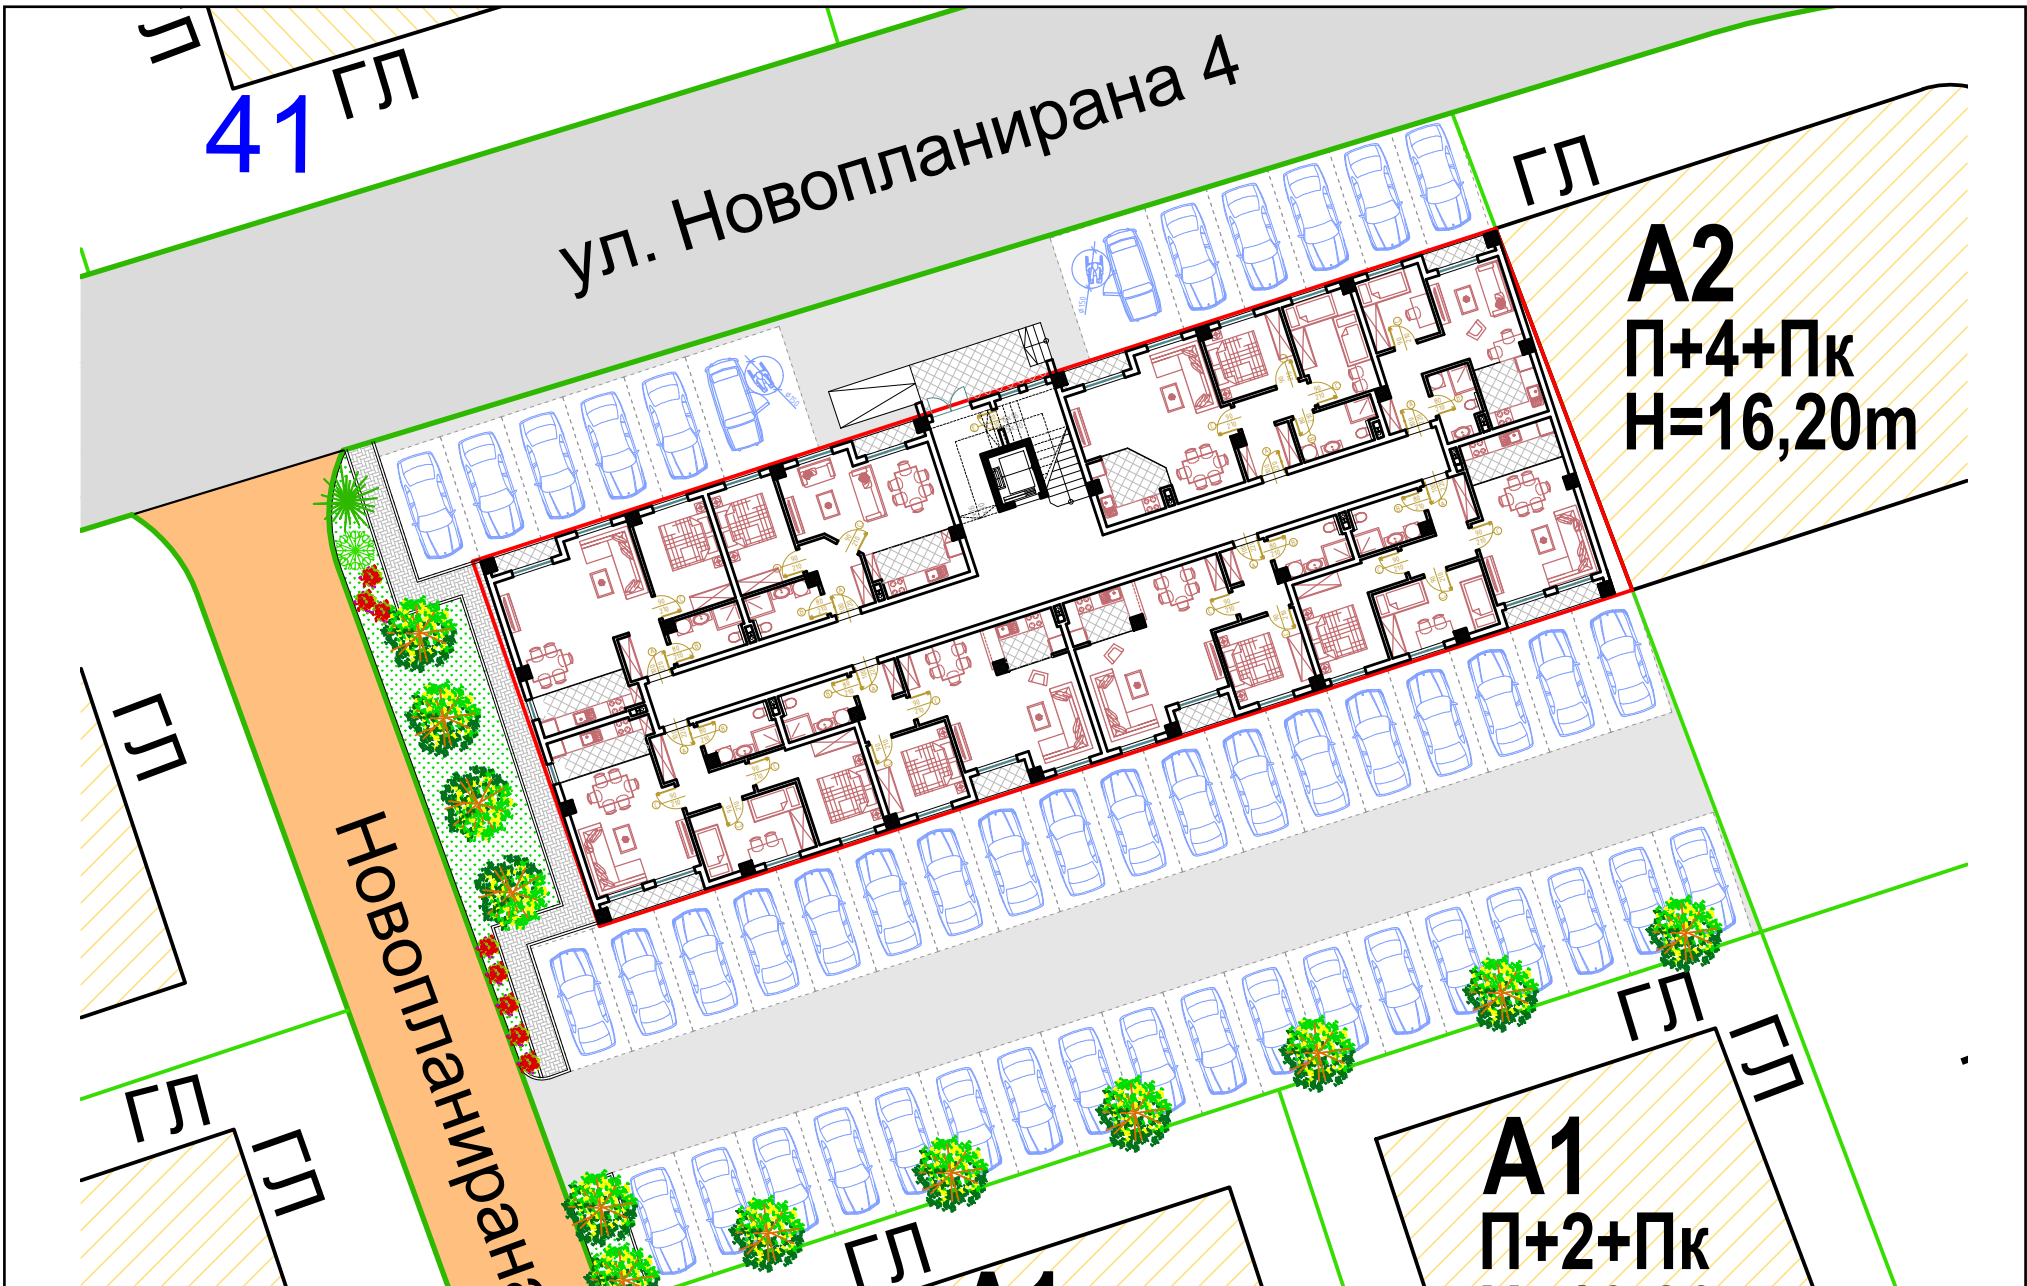 ГЛ
41
ул. Новопланирана 4
ГЛ
А2
П+4+Пк
Н=16,20m
ГЛ
Новопланирана
ГЛ
ГЛ
ГЛ
ГЛ
ГЛ
А1
П+2+Пк
А1